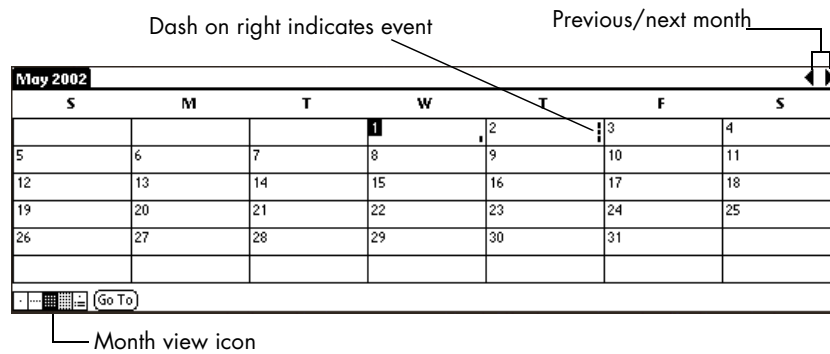 Previous/next month
Dash on right indicates event
May 2002
S M T W T F S
1 2 3 4
5 6 7 8 9 10 11
12 13 14 15 16 17 18
19 20 21 22 23 24 25
26 27 28 29 30 31
Go To
Month view icon